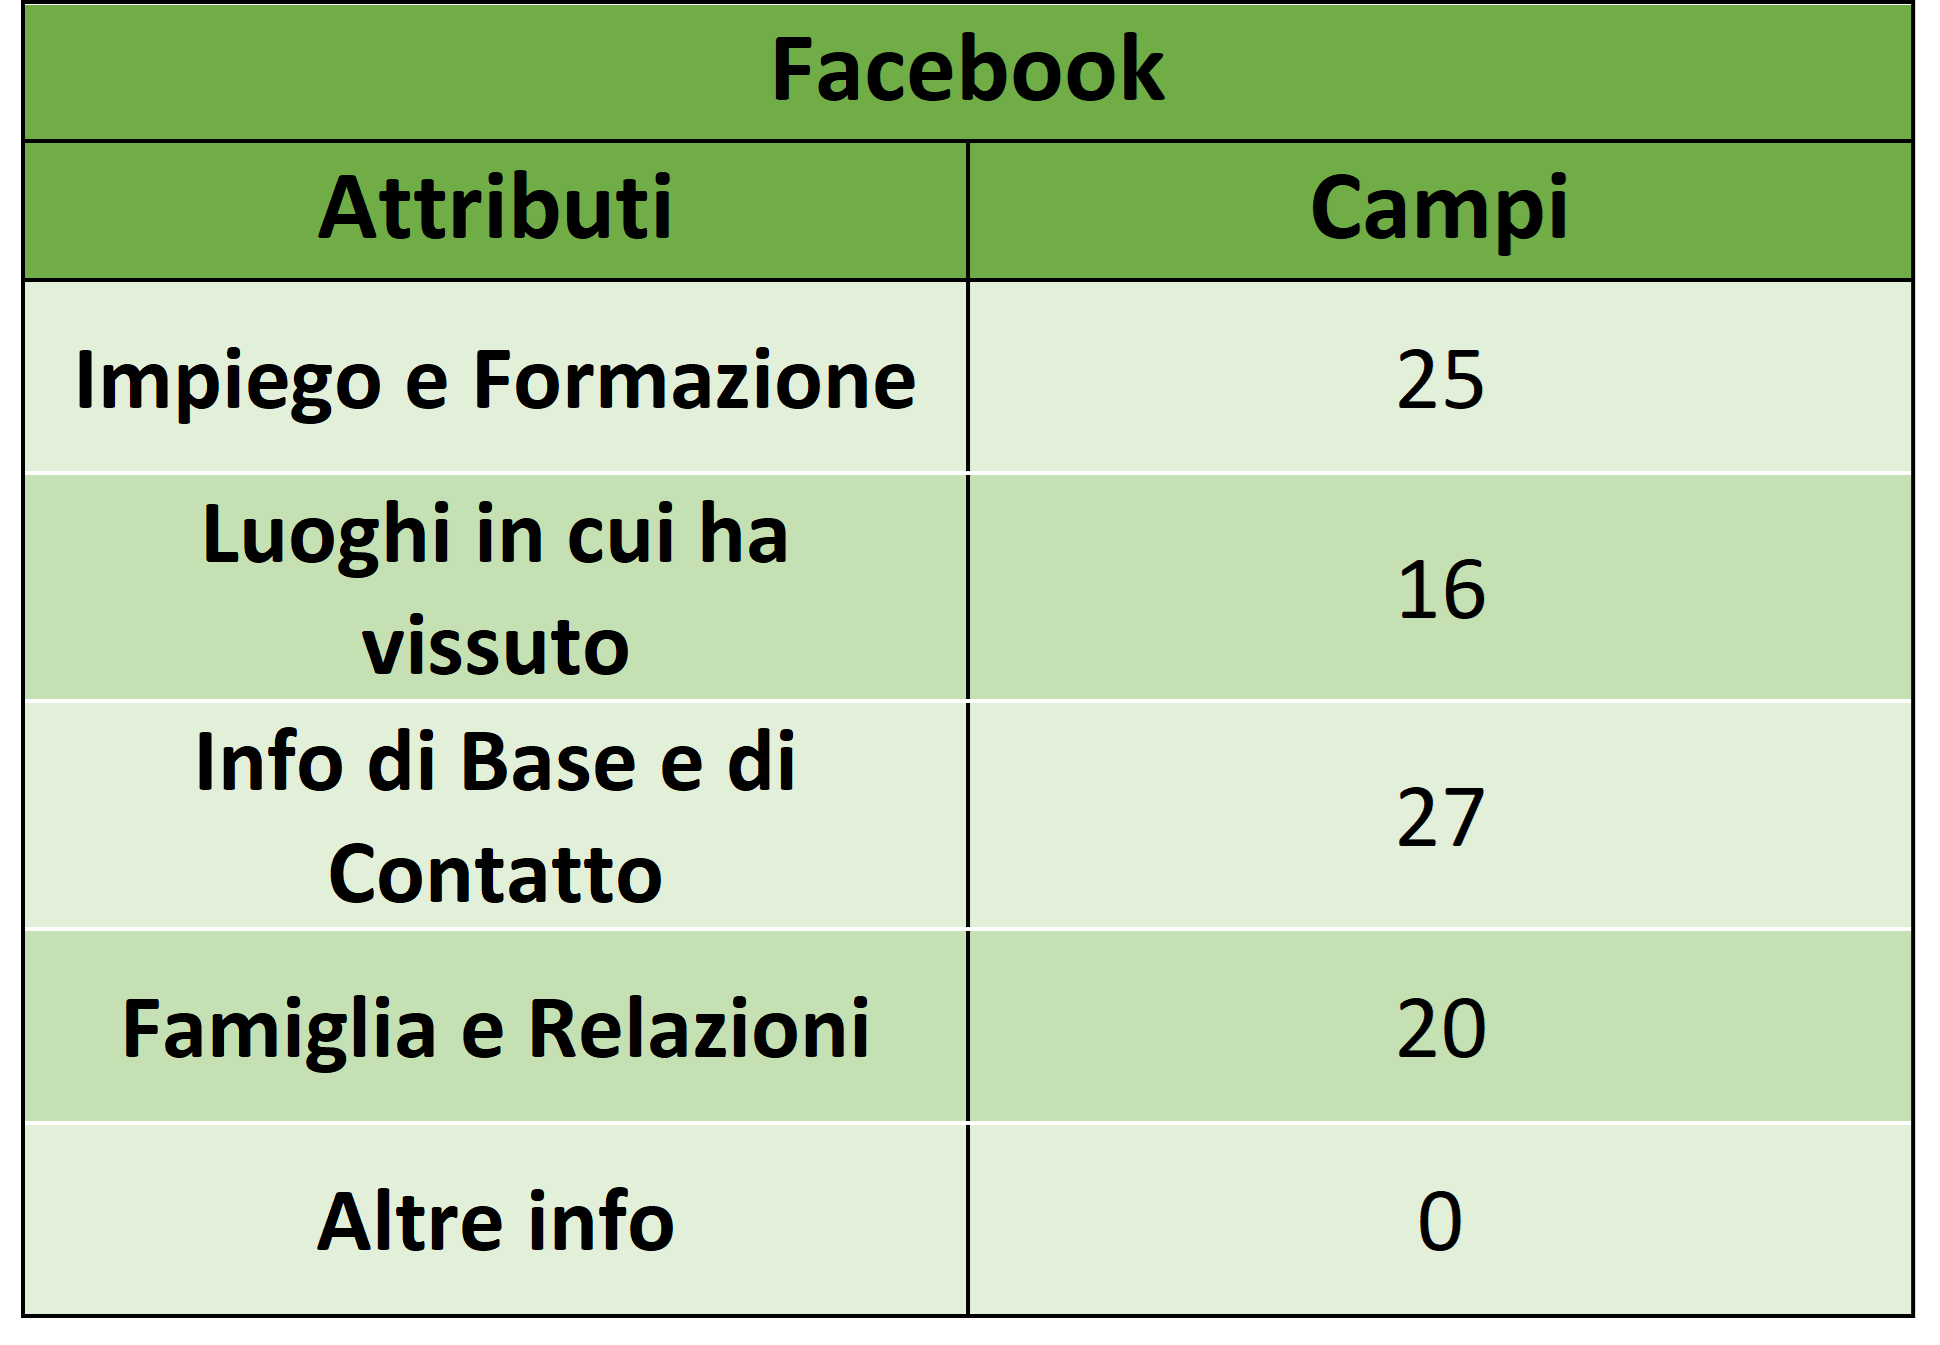 Facebook
Attributi Campi
Impiego e Formazione 25
Luoghi in cui ha
vissuto 16
Info di Base e di
Contatto 27
Famiglia e Relazioni 20
Altre info 0